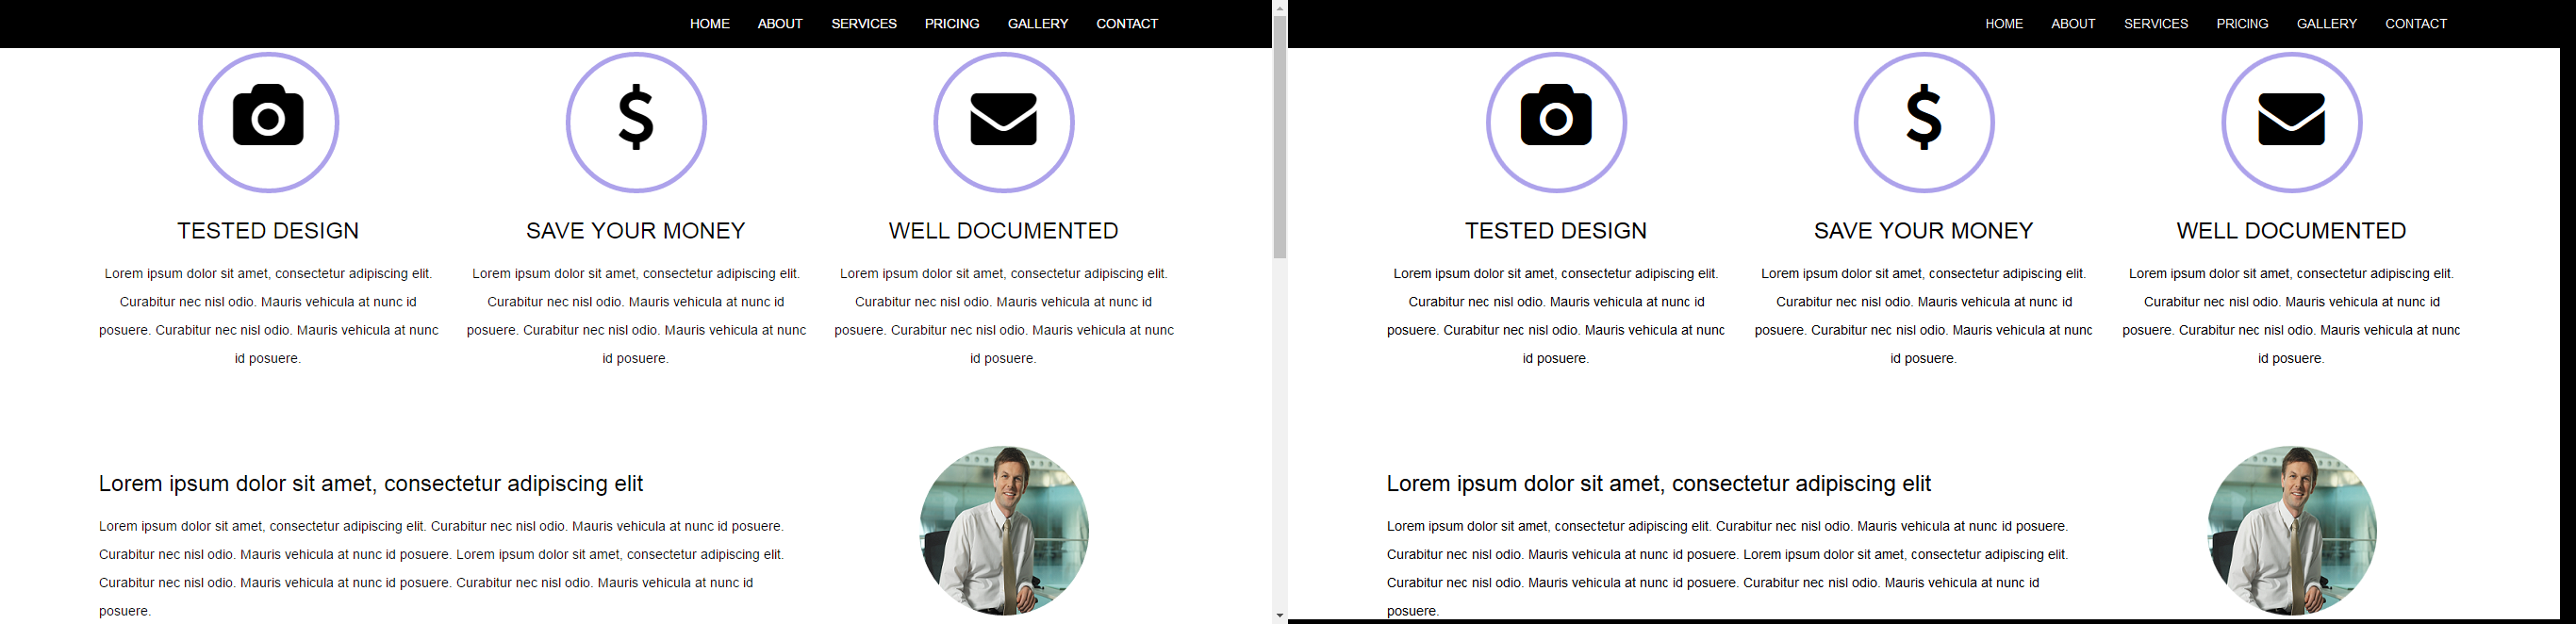 HOME ABOUT SERVICES PRICING GALLERY CONTACT
TESTED DESIGN
Lorem ipsum dolor sit amet, consectetur adipiscing elit.
Curabitur nec nisl odio. Mauris vehicula at nunc id
posuere. Curabitur nec nisl odio. Mauris vehicula at nunc
id posuere.
SAVE YOUR MONEY
Lorem ipsum dolor sit amet, consectetur adipiscing elit.
Curabitur nec nisl odio. Mauris vehicula at nunc id
posuere. Curabitur nec nisl odio. Mauris vehicula at nunc
id posuere.
WELL DOCUMENTED
Lorem ipsum dolor sit amet, consectetur adipiscing elit.
Curabitur nec nisl odio. Mauris vehicula at nunc id
posuere. Curabitur nec nisl odio. Mauris vehicula at nunc
id posuere.
Lorem ipsum dolor sit amet, consectetur adipiscing elit
Lorem ipsum dolor sit amet, consectetur adipiscing elit. Curabitur nec nisl odio. Mauris vehicula at nunc id posuere.
Curabitur nec nisl odio. Mauris vehicula at nunc id posuere. Lorem ipsum dolor sit amet, consectetur adipiscing elit.
Curabitur nec nisl odio. Mauris vehicula at nunc id posuere. Curabitur nec nisl odio. Mauris vehicula at nunc id
posuere.
HOME ABOUT SERVICES PRICING GALLERY CONTACT
TESTED DESIGN
Lorem ipsum dolor sit amet, consectetur adipiscing elit.
Curabitur nec nisl odio. Mauris vehicula at nunc id
posuere. Curabitur nec nisl odio. Mauris vehicula at nunc
id posuere.
SAVE YOUR MONEY
Lorem ipsum dolor sit amet, consectetur adipiscing elit.
Curabitur nec nisl odio. Mauris vehicula at nunc id
posuere. Curabitur nec nisl odio. Mauris vehicula at nunc
id posuere.
WELL DOCUMENTED
Lorem ipsum dolor sit amet, consectetur adipiscing elit.
Curabitur nec nisl odio. Mauris vehicula at nunc id
posuere. Curabitur nec nisl odio. Mauris vehicula at nunc
id posuere.
Lorem ipsum dolor sit amet, consectetur adipiscing elit
Lorem ipsum dolor sit amet, consectetur adipiscing elit. Curabitur nec nisl odio. Mauris vehicula at nunc id posuere.
Curabitur nec nisl odio. Mauris vehicula at nunc id posuere. Lorem ipsum dolor sit amet, consectetur adipiscing elit.
Curabitur nec nisl odio. Mauris vehicula at nunc id posuere. Curabitur nec nisl odio. Mauris vehicula at nunc id
posuere.